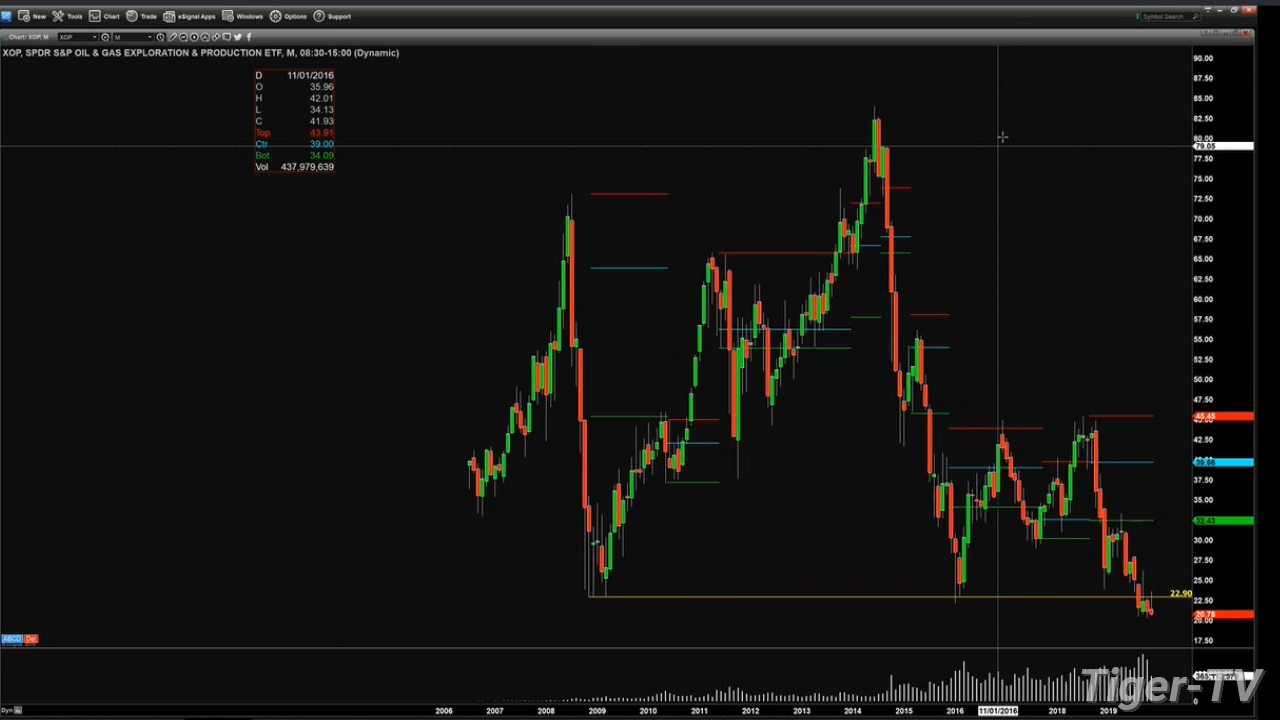 New Tools Chart Trade eSignal Apps Windows Options Support
Symbol Search
Chart: XOP, M XOP M
XOP, SPDR S&P OIL & GAS EXPLORATION & PRODUCTION ETF, M, 08:30-15:00 (Dynamic)
D 11/01/2016
O 35.96
H 42.01
L 34.13
C 41.93
Top 43.91
Ctr 39.00
Bot 34.09
Vol 437,979,639
90.00
87.50
85.00
82.50
80.00
79.05
77.50
75.00
72.50
70.00
67.50
65.00
62.50
60.00
57.50
55.00
52.50
50.00
47.50
45.45
42.50
37.50
35.00
32.43
30.00
27.50
25.00
22.90
22.50
20.78
20.00
17.50
ABCD Del
0
Tiger-TV
Dyn
2006 2007 2008 2009 2010 2011 2012 2013 2014 2015 2016 11/01/2016 2018 2019